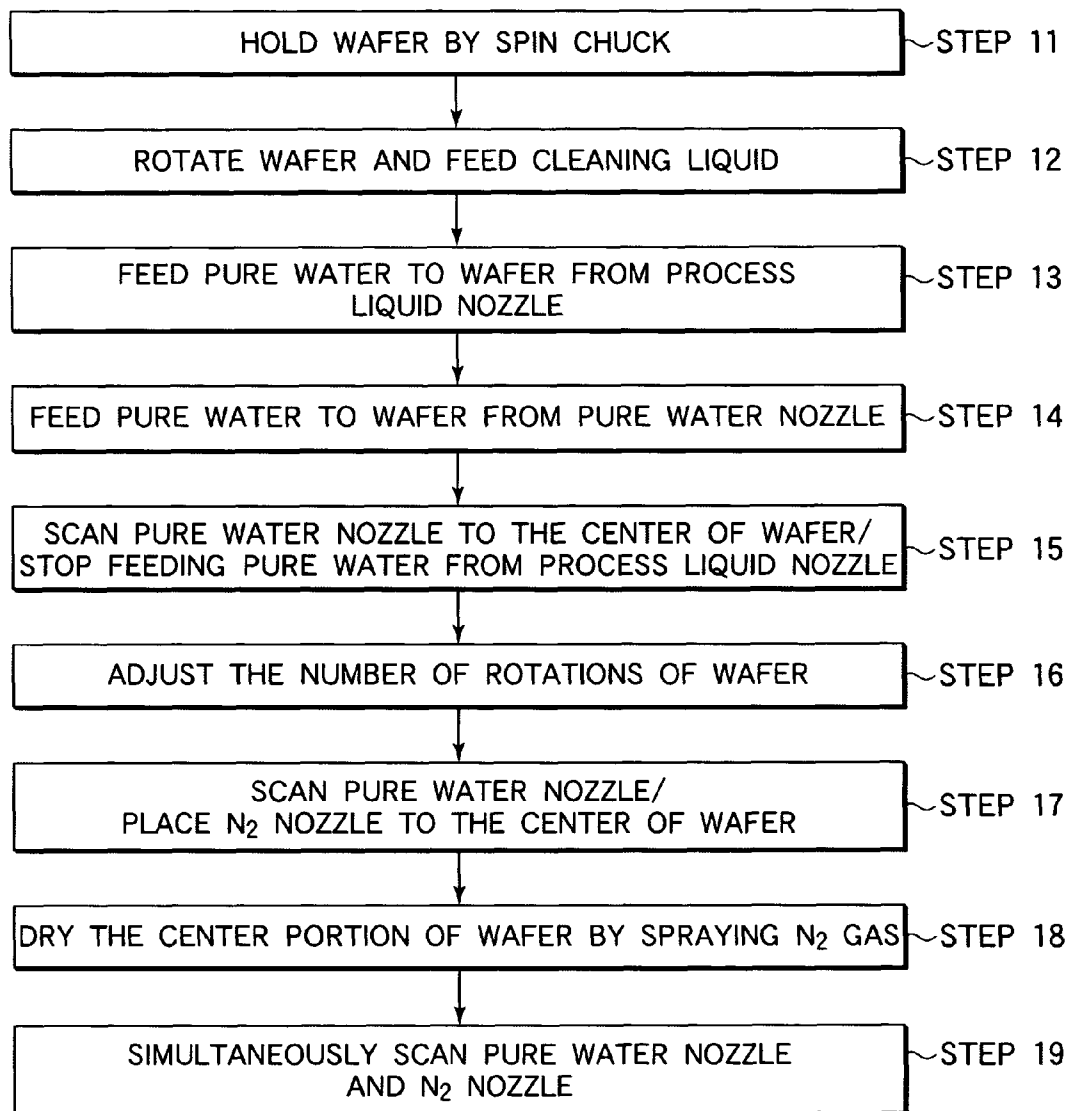 HOLD WAFER BY SPIN CHUCK
STEP 11
ROTATE WAFER AND FEED CLEANING LIQUID
STEP 12
FEED PURE WATER TO WAFER FROM PROCESS
LIQUID NOZZLE
STEP 13
FEED PURE WATER TO WAFER FROM PURE WATER NOZZLE
STEP 14
SCAN PURE WATER NOZZLE TO THE CENTER OF WAFER/
STOP FEEDING PURE WATER FROM PROCESS LIQUID NOZZLE
STEP 15
ADJUST THE NUMBER OF ROTATIONS OF WAFER
STEP 16
SCAN PURE WATER NOZZLE/
PLACE N₂ NOZZLE TO THE CENTER OF WAFER
STEP 17
DRY THE CENTER PORTION OF WAFER BY SPRAYING N₂ GAS
STEP 18
SIMULTANEOUSLY SCAN PURE WATER NOZZLE
AND N₂ NOZZLE
STEP 19